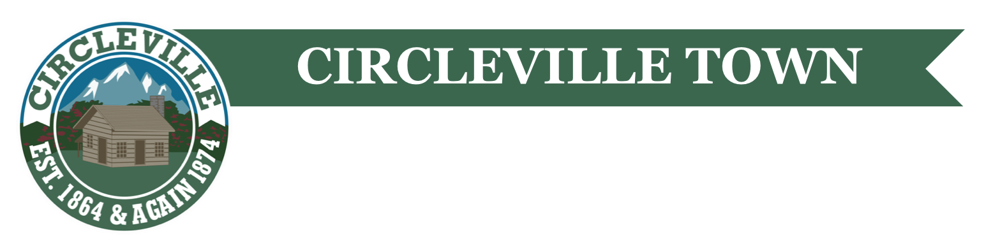 CIRCLEVILLE
EST. 1864 & AGAIN 1874
CIRCLEVILLE TOWN